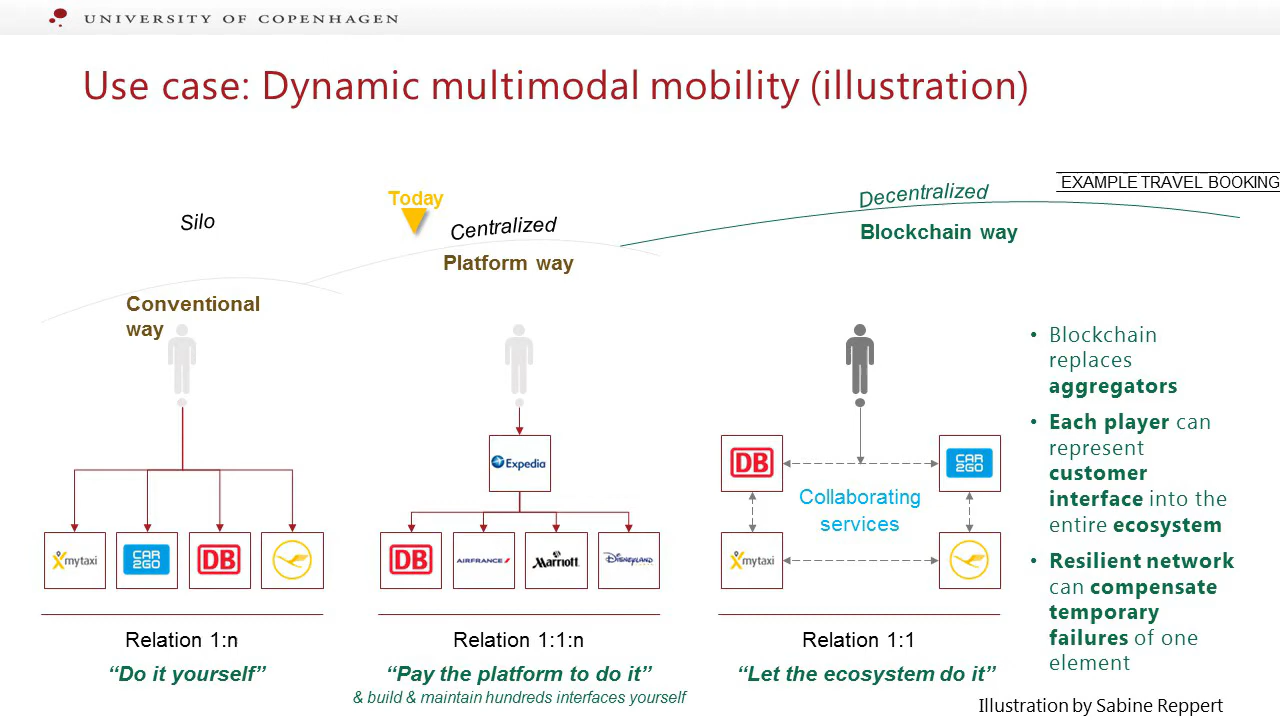 UNIVERSITY OF COPENHAGEN
Use case: Dynamic multimodal mobility (illustration)
EXAMPLE TRAVEL BOOKING
Silo
Today
Centralized
Decentralized
Conventional
way
Platform way
Blockchain way
mytaxi
CAR
2GO
DB
Expedia
DB
AIRFRANCE
Marriott
DISNEYLAND
DB
CAR
2GO
Collaborating
services
mytaxi
Relation 1:n
“Do it yourself”
Relation 1:1:n
“Pay the platform to do it”
& build & maintain hundreds interfaces yourself
Relation 1:1
“Let the ecosystem do it”
• Blockchain
replaces
aggregators
• Each player can
represent
customer
interface into the
entire ecosystem
• Resilient network
can compensate
temporary
failures of one
element
Illustration by Sabine Reppert